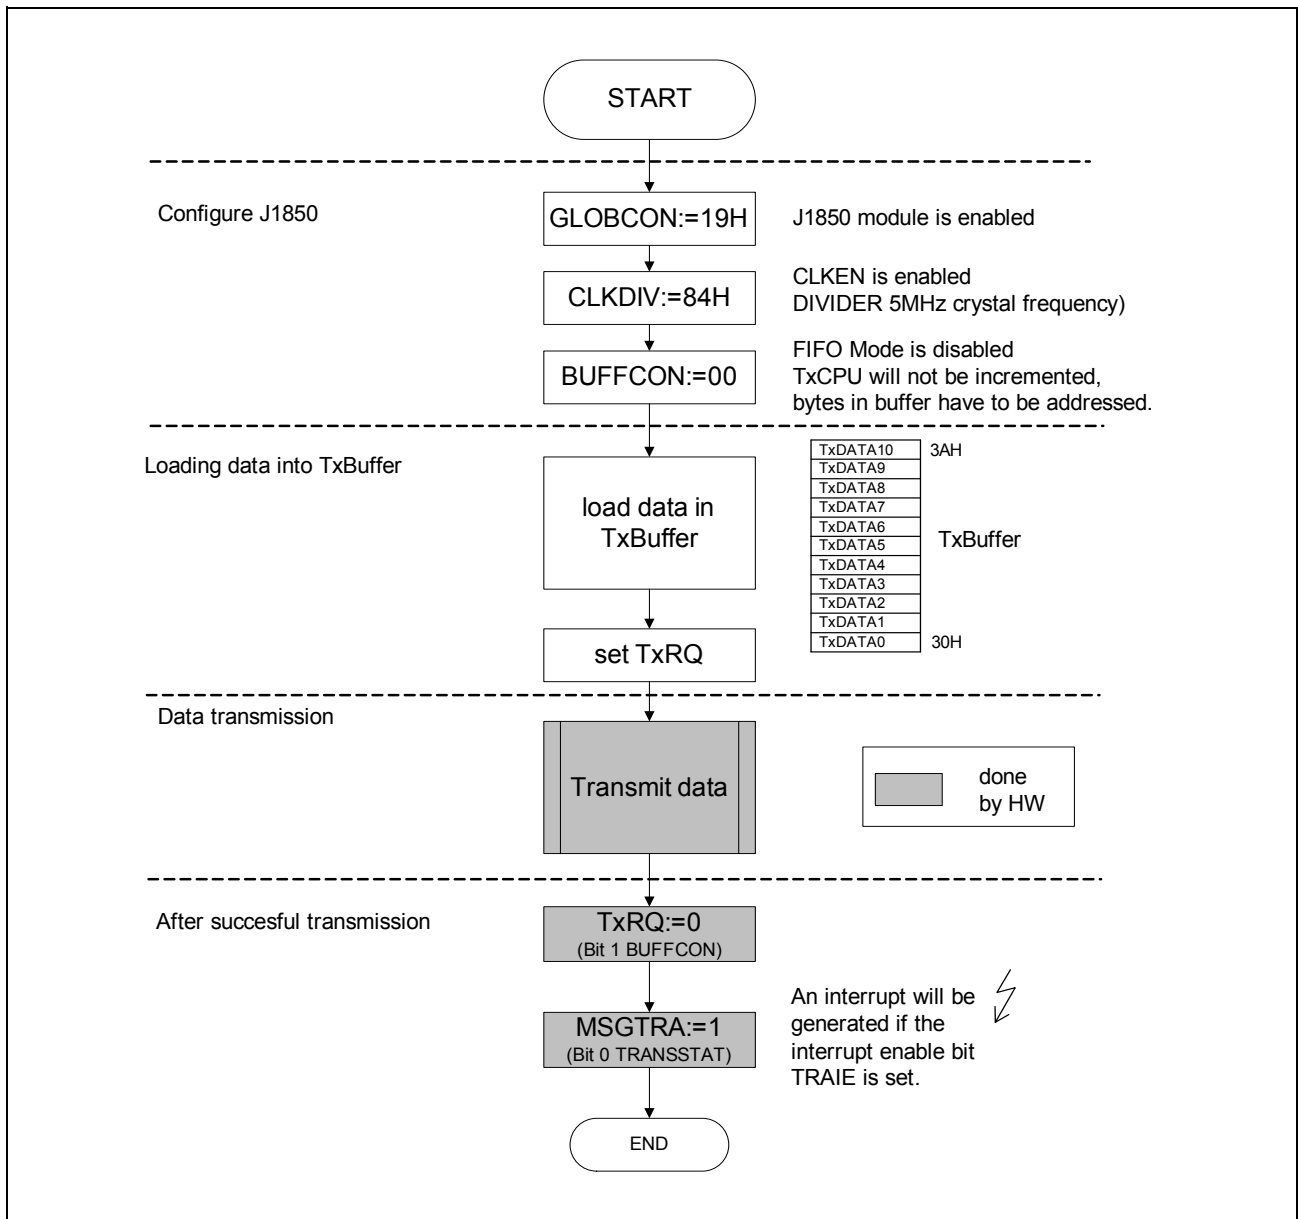 START
Configure J1850
GLOBCON:=19H
J1850 module is enabled
CLKDIV:=84H
CLKEN is enabled
DIVIDER 5MHz crystal frequency)
BUFFCON:=00
FIFO Mode is disabled
TxCPU will not be incremented,
bytes in buffer have to be addressed.
Loading data into TxBuffer
load data in
TxBuffer
TxDATA10 3AH
TxDATA9
TxDATA8
TxDATA7
TxDATA6
TxDATA5
TxDATA4
TxDATA3
TxDATA2
TxDATA1
TxDATA0 30H
TxBuffer
set TxRQ
Data transmission
Transmit data
done
by HW
After succesful transmission
TxRQ:=0
(Bit 1 BUFFCON)
MSGTRA:=1
(Bit 0 TRANSSTAT)
An interrupt will be
generated if the
interrupt enable bit
TRAIE is set.
END